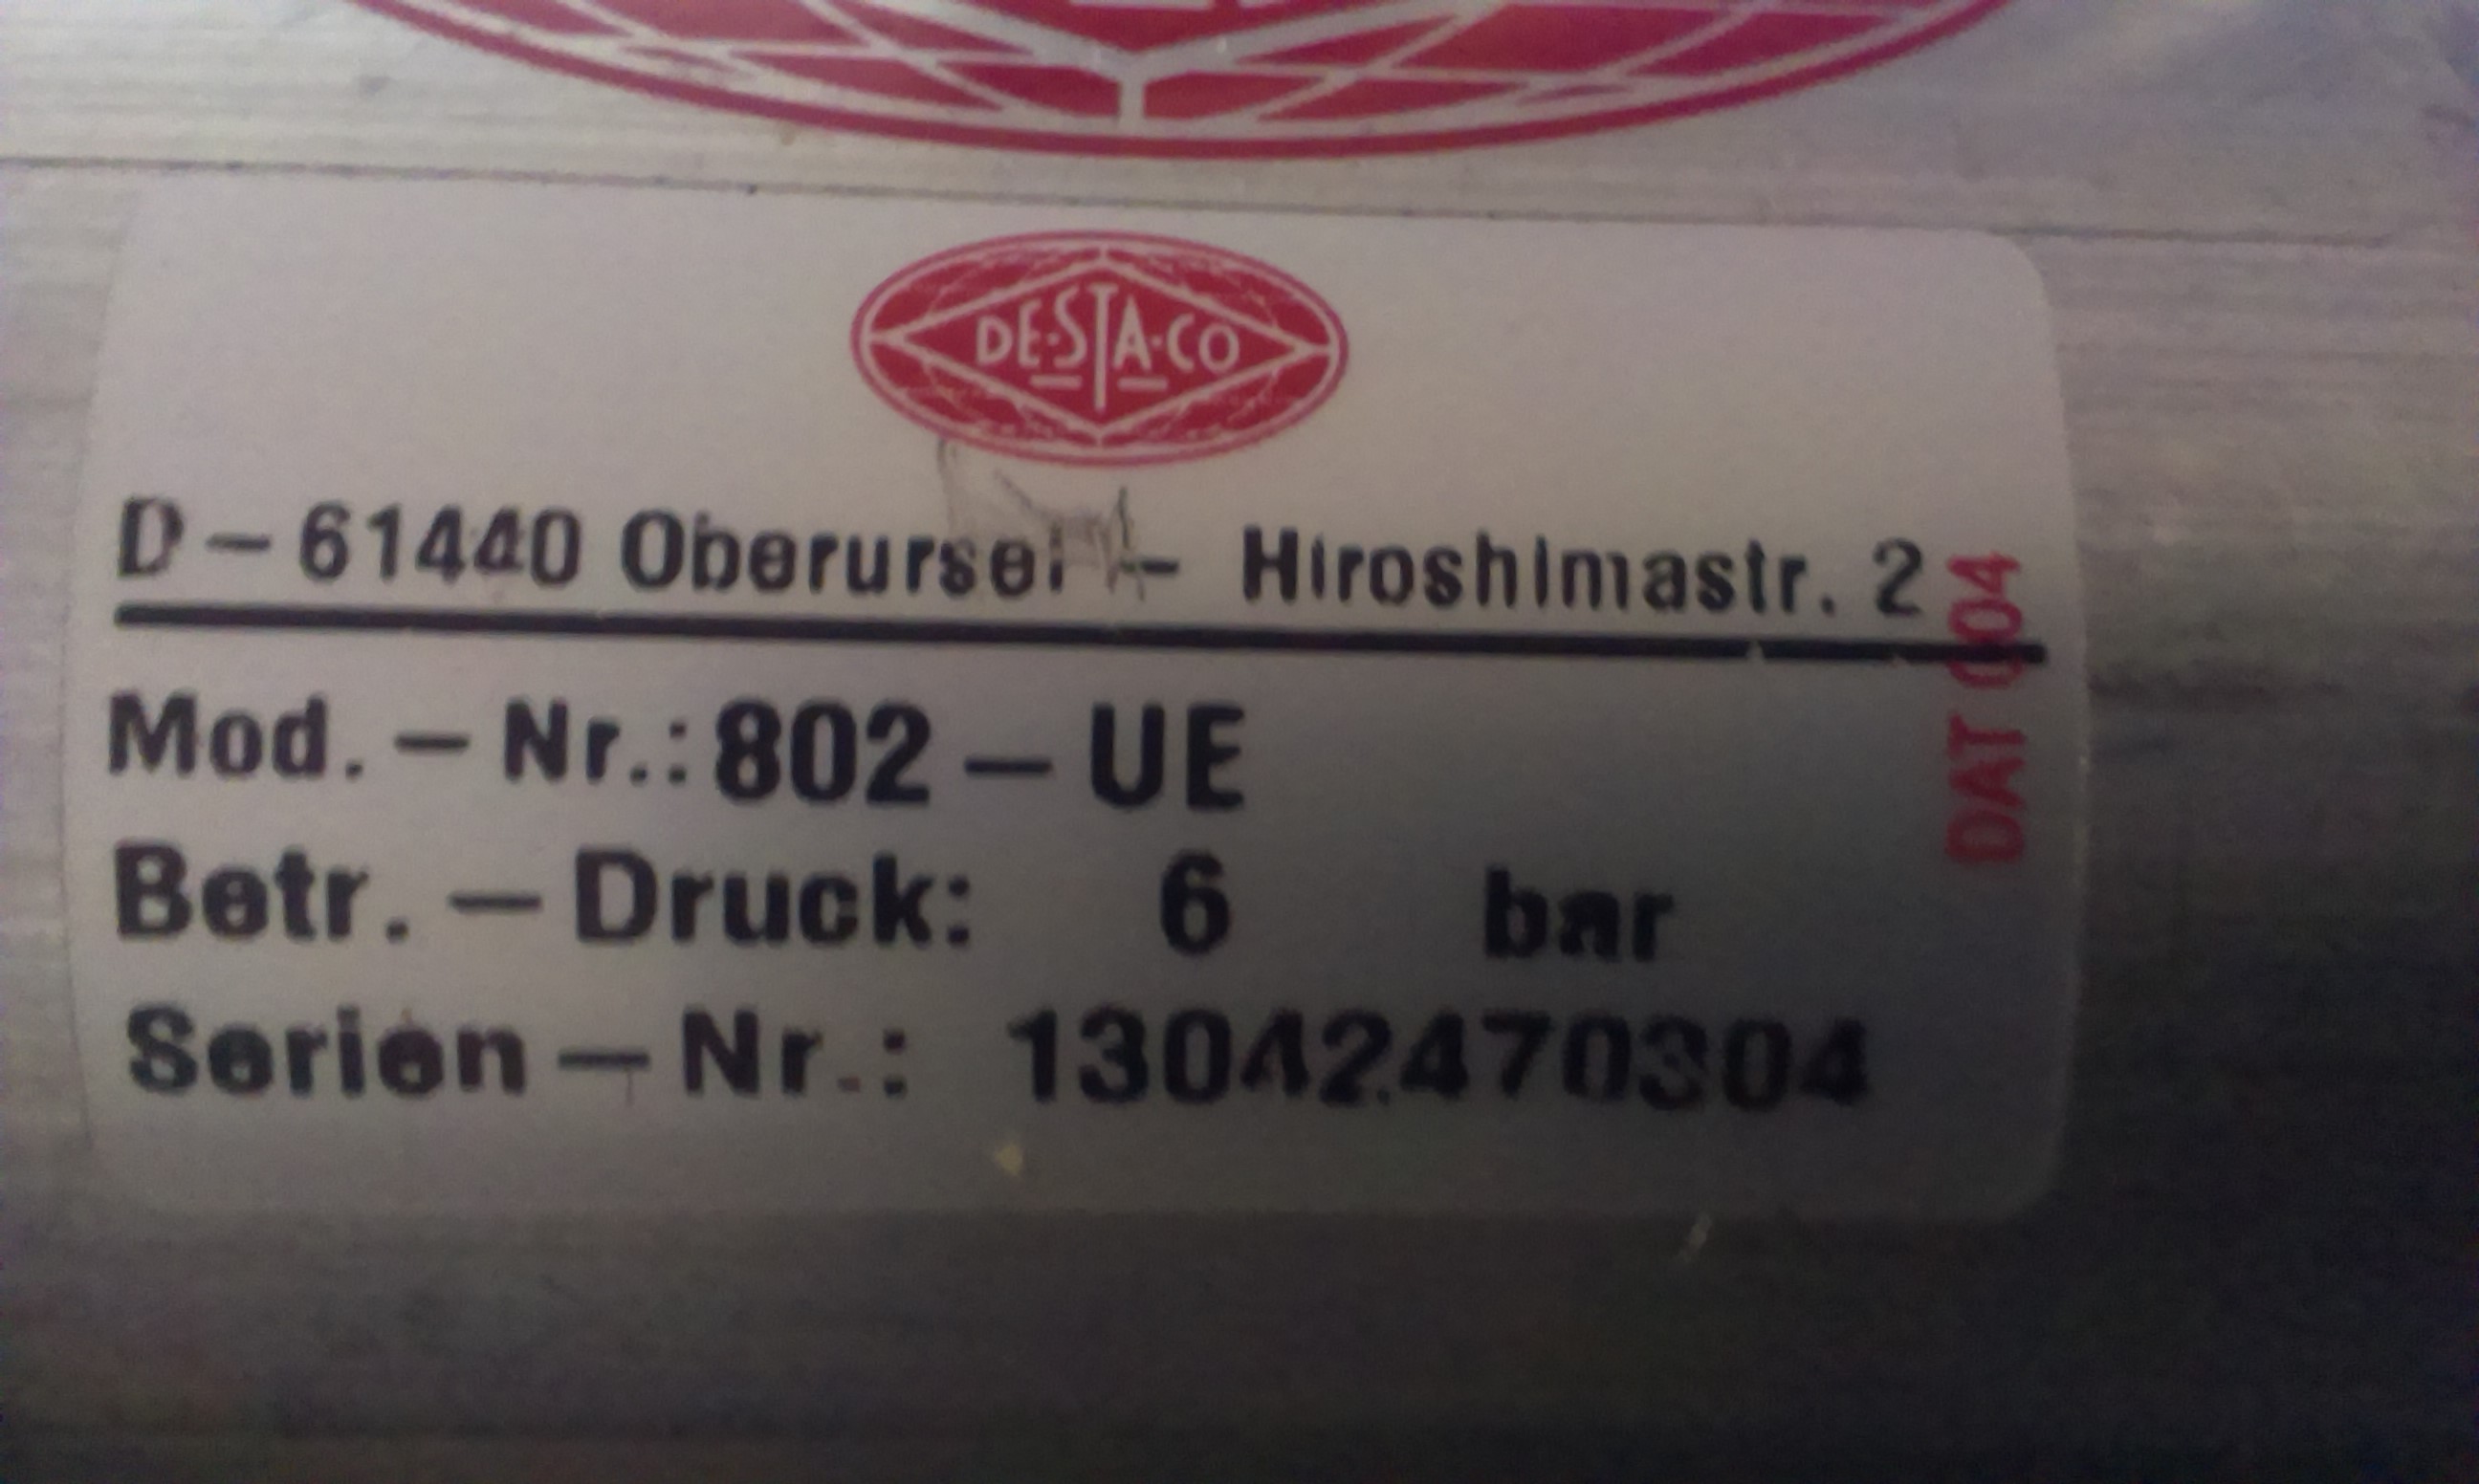 DE-STA-CO
D – 61440 Oberursel – Hiroshimastr. 2
Mod. – Nr.: 802 – UE
Betr. – Druck: 6 bar
Serien – Nr.: 13042470304
DAT 004